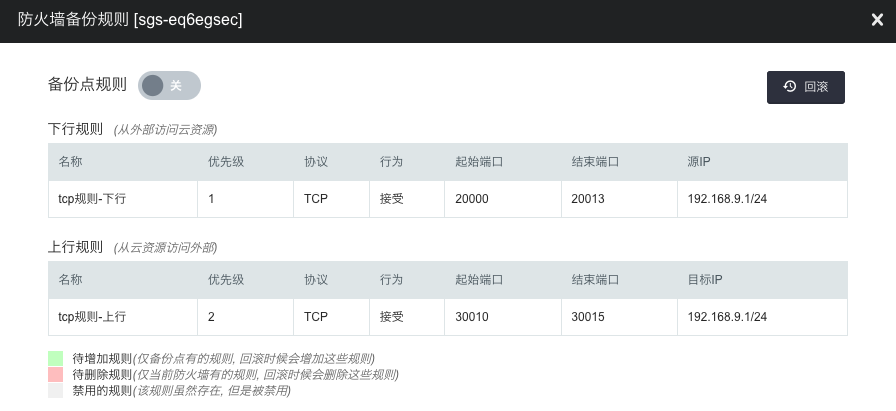 防火墙备份规则 [sgs-eq6egsec]
备份点规则 关 回滚
下行规则 (从外部访问云资源)
名称 优先级 协议 行为 起始端口 结束端口 源IP
tcp规则-下行 1 TCP 接受 20000 20013 192.168.9.1/24
上行规则 (从云资源访问外部)
名称 优先级 协议 行为 起始端口 结束端口 目标IP
tcp规则-上行 2 TCP 接受 30010 30015 192.168.9.1/24
待增加规则(仅备份点有的规则, 回滚时候会增加这些规则)
待删除规则(仅当前防火墙有的规则, 回滚时候会删除这些规则)
禁用的规则(该规则虽然存在, 但是被禁用)